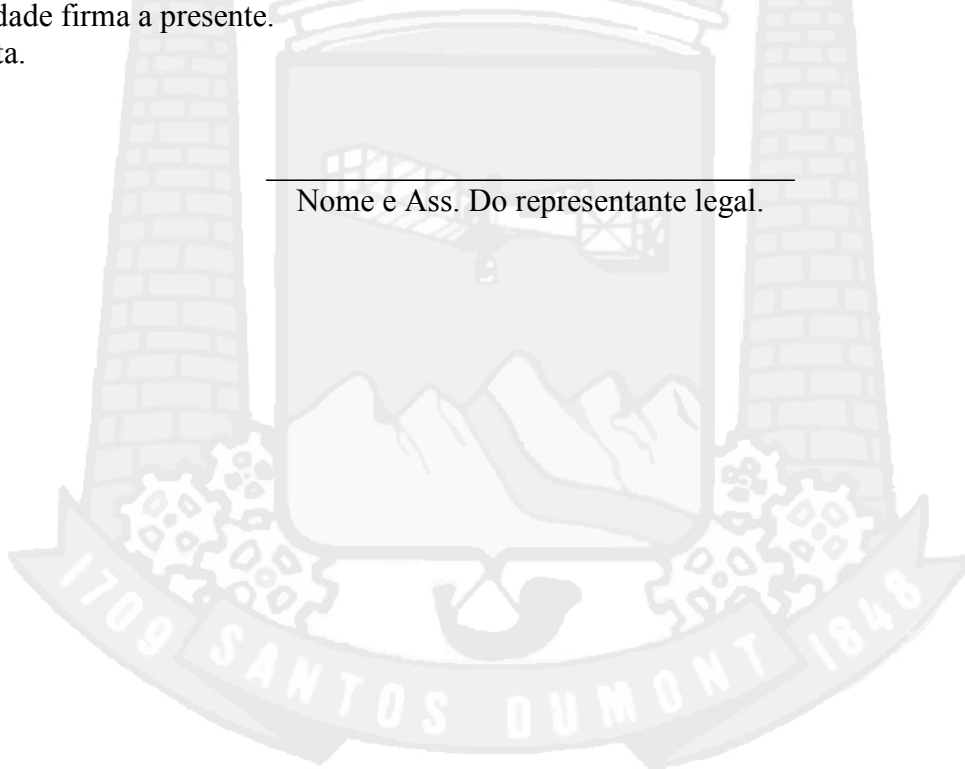 dade firma a presente.
ta.
Nome e Ass. Do representante legal.
1709 SANTOS DUMONT 1848